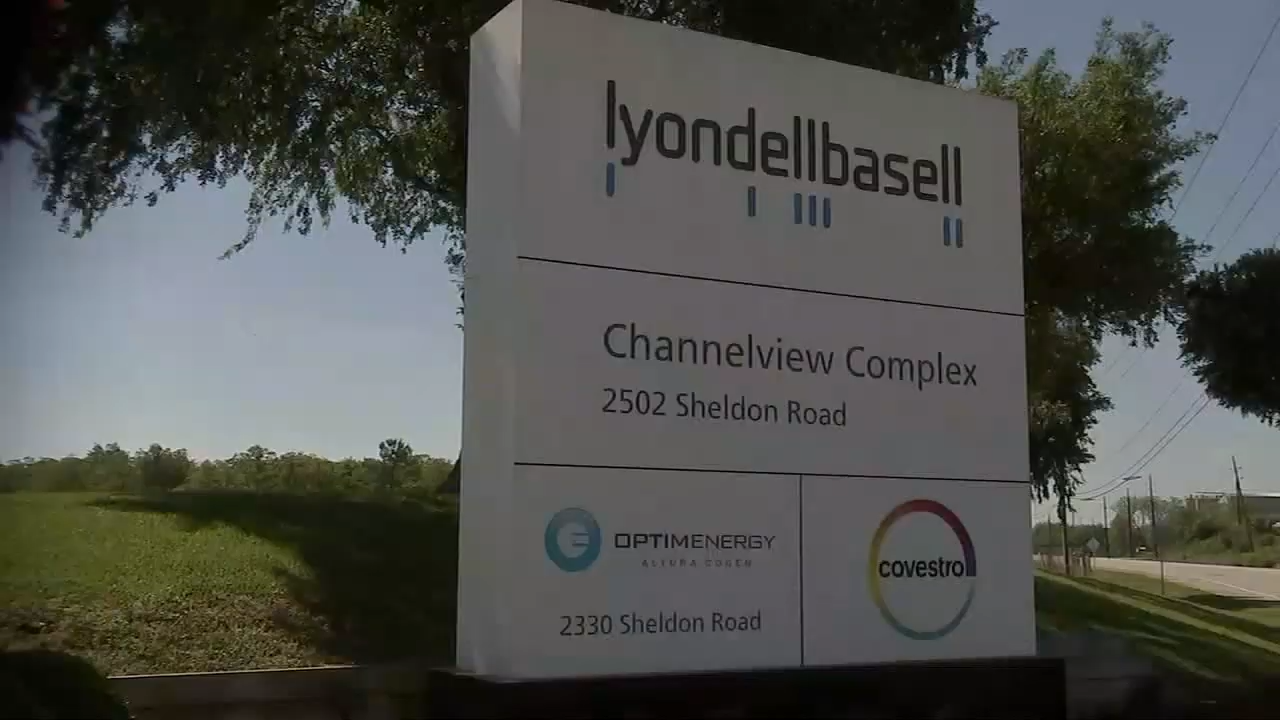 lyondellbasell
Channelview Complex
2502 Sheldon Road
OPTIMENERGY
ALTURA COGEN
2330 Sheldon Road
covestro